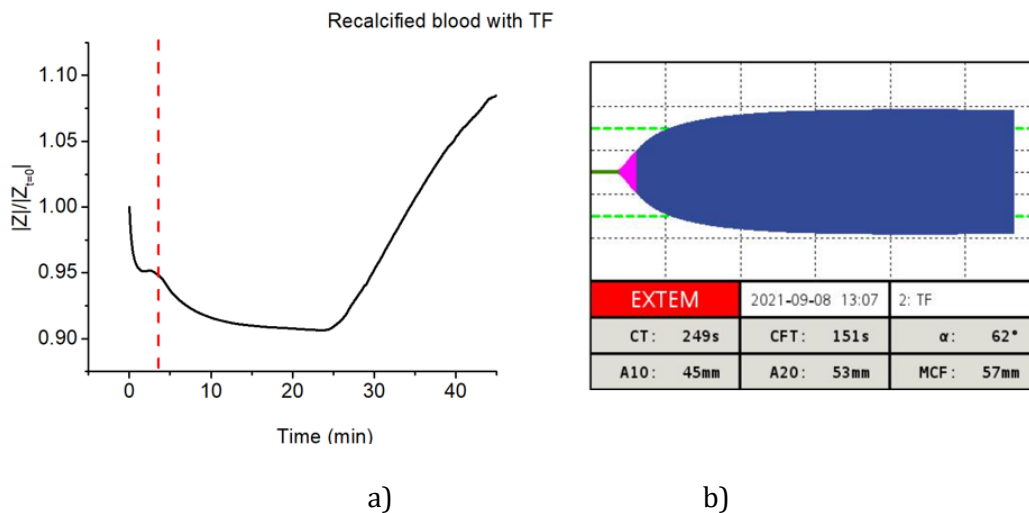 Recalcified blood with TF
|Z|/|Z t=0|
1.10
1.05
1.00
0.95
0.90
0 10 20 30 40
Time (min)
EXTEM 2021-09-08 13:07 2: TF
CT: 249s CFT: 151s α: 62°
A10: 45mm A20: 53mm MCF: 57mm
a) b)